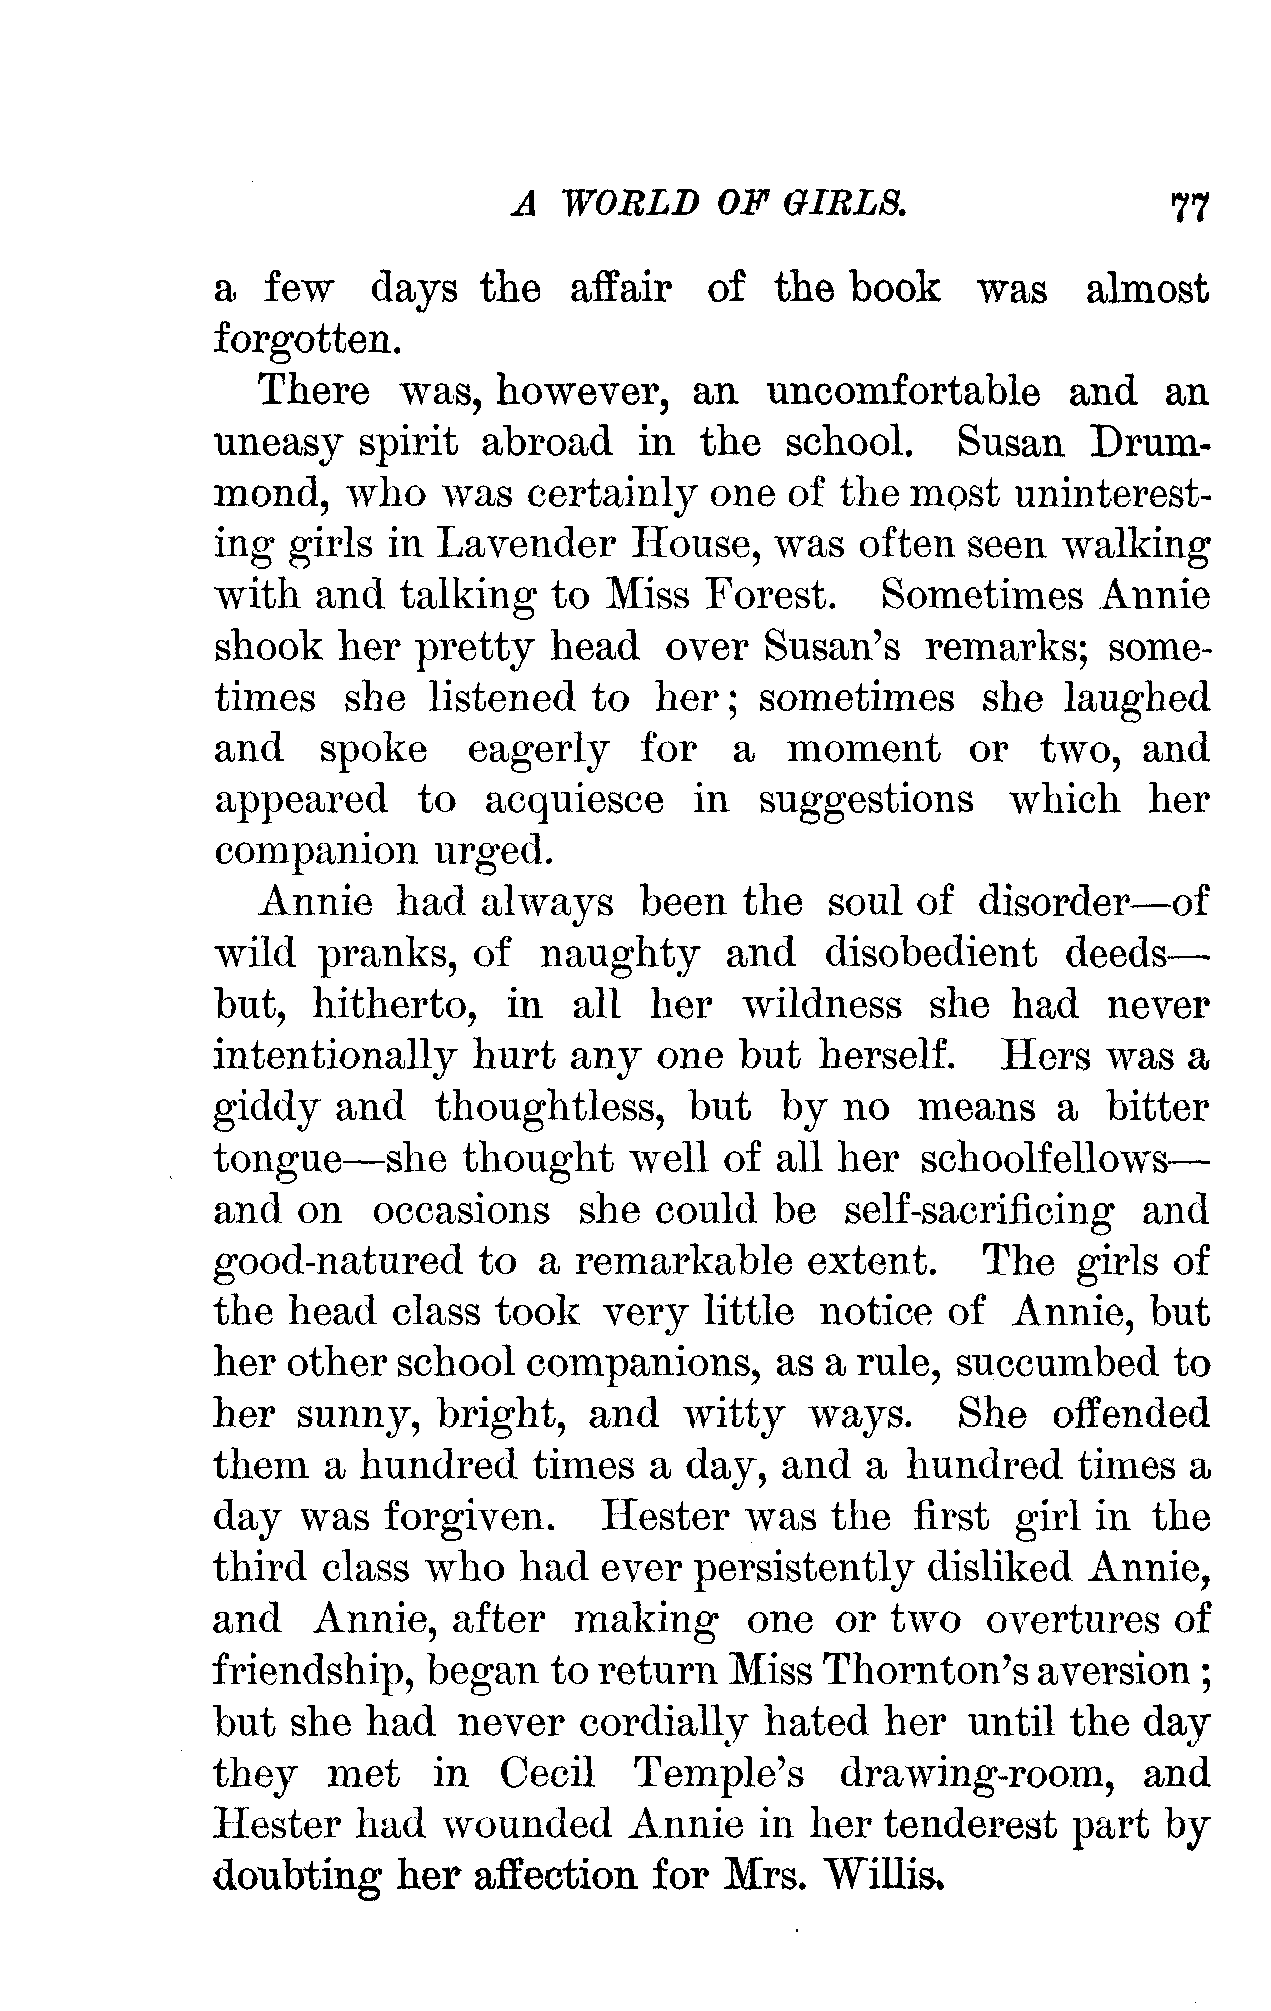 A WORLD OF GIRLS. 77
a few days the affair of the book was almost
forgotten.
There was, however, an uncomfortable and an
uneasy spirit abroad in the school. Susan Drum-
mond, who was certainly one of the most uninterest-
ing girls in Lavender House, was often seen walking
with and talking to Miss Forest. Sometimes Annie
shook her pretty head over Susan's remarks; some-
times she listened to her; sometimes she laughed
and spoke eagerly for a moment or two, and
appeared to acquiesce in suggestions which her
companion urged.
Annie had always been the soul of disorder—of
wild pranks, of naughty and disobedient deeds—
but, hitherto, in all her wildness she had never
intentionally hurt any one but herself. Hers was a
giddy and thoughtless, but by no means a bitter
tongue—she thought well of all her schoolfellows—
and on occasions she could be self-sacrificing and
good-natured to a remarkable extent. The girls of
the head class took very little notice of Annie, but
her other school companions, as a rule, succumbed to
her sunny, bright, and witty ways. She offended
them a hundred times a day, and a hundred times a
day was forgiven. Hester was the first girl in the
third class who had ever persistently disliked Annie,
and Annie, after making one or two overtures of
friendship, began to return Miss Thornton's aversion;
but she had never cordially hated her until the day
they met in Cecil Temple's drawing-room, and
Hester had wounded Annie in her tenderest part by
doubting her affection for Mrs. Willis.